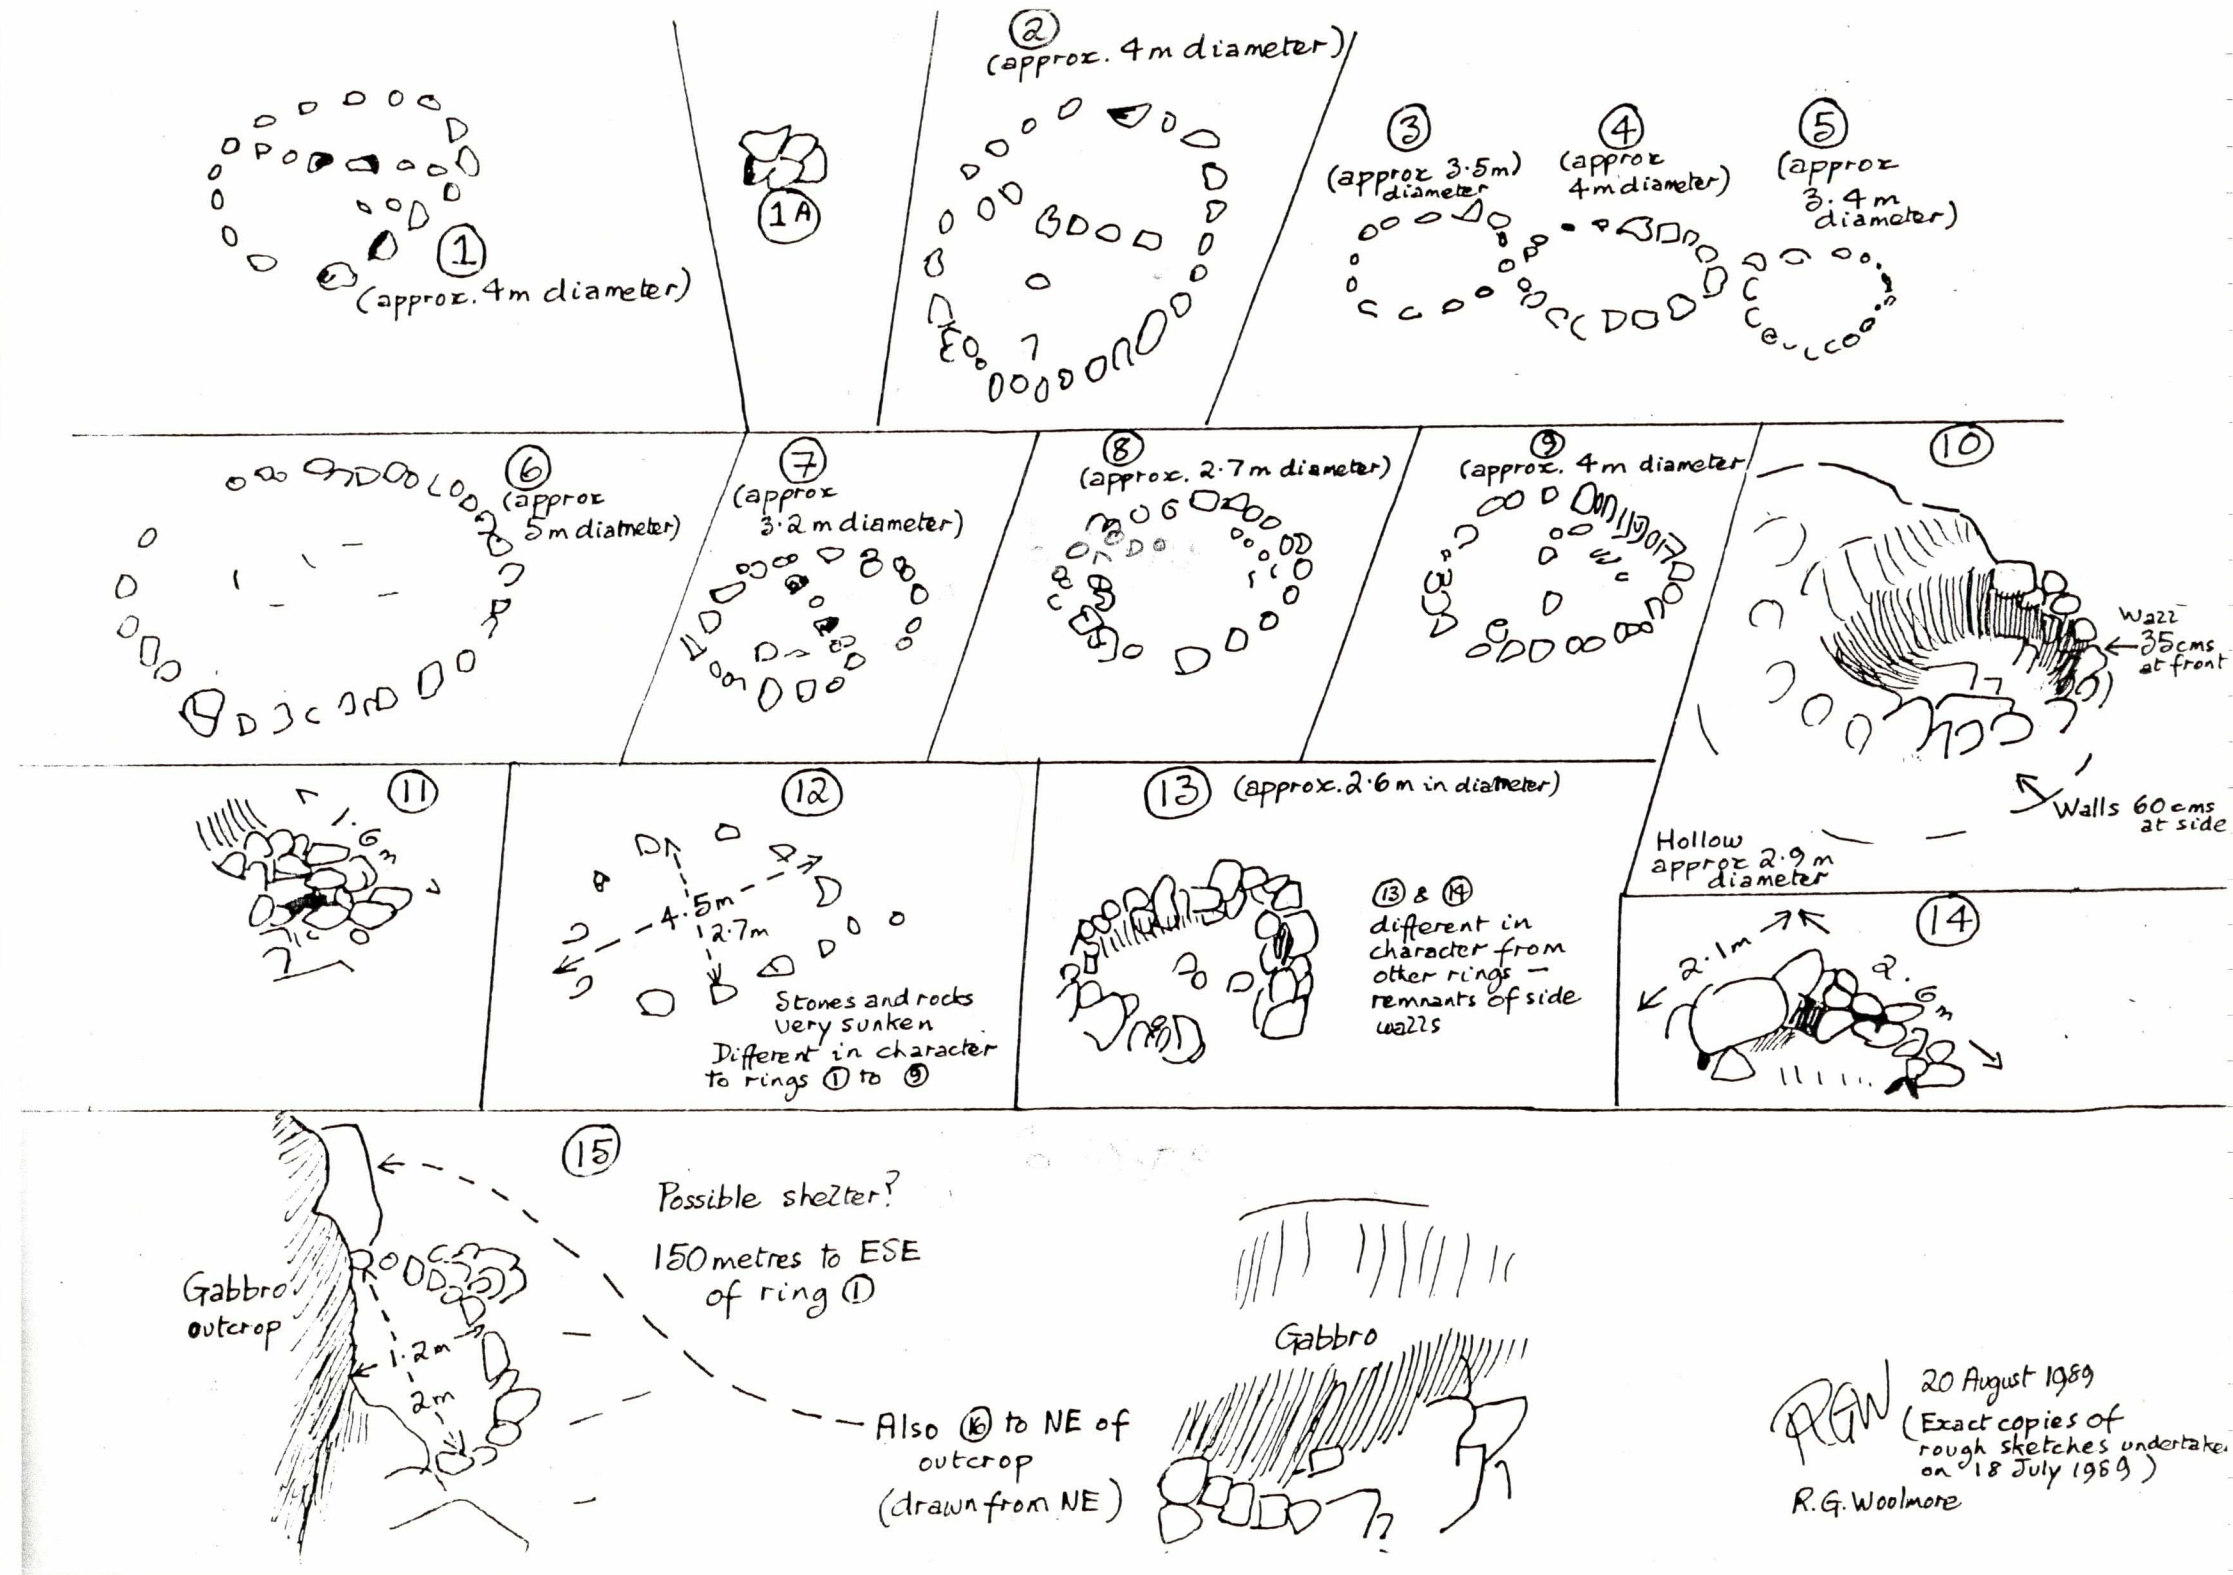 1
(approx. 4m diameter)
1A
2
(approx. 4m diameter)
3
(approx 3.5m)
diameter
4
(approx
4m diameter)
5
(approx
3.4m
diameter)
6
(approx
5m diameter)
7
(approx
3.2m diameter)
8
(approx. 2.7m diameter)
9
(approx. 4m diameter
10
Wall
35cms
at front
Walls 60cms
at side
Hollow
approx 2.9m
diameter
11
1.6m
12
4.5m
2.7m
Stones and rocks
very sunken
Different in character
to rings 1 to 9
13 (approx. 2.6m in diameter)
13 & 14
different in
character from
other rings —
remnants of side
walls
14
2.1m
2.6m
15
Possible shelter?
150metres to ESE
of ring 1
Gabbro
outcrop
1.2m
2m
Also 16 to NE of
outcrop
(drawn from NE)
Gabbro
RGW
20 August 1989
(Exact copies of
rough sketches undertake
on 18 July 1989)
R.G.Woolmore